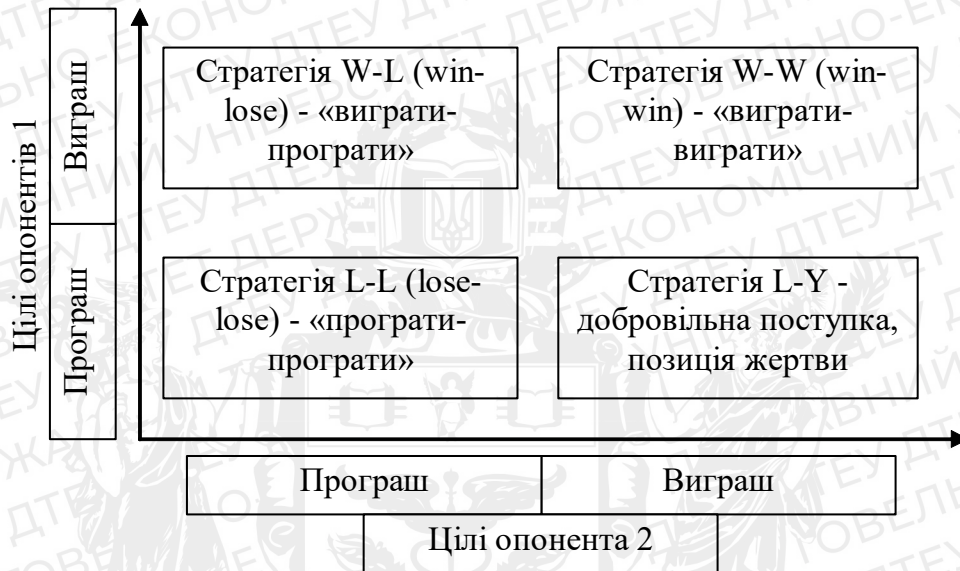 Цілі опонентів 1
Виграш
Програш
Стратегія W-L (win-
lose) - «виграти-
програти»
Стратегія W-W (win-
win) - «виграти-
виграти»
Стратегія L-L (lose-
lose) - «програти-
програти»
Стратегія L-Y -
добровільна поступка,
позиція жертви
Програш
Виграш
Цілі опонента 2